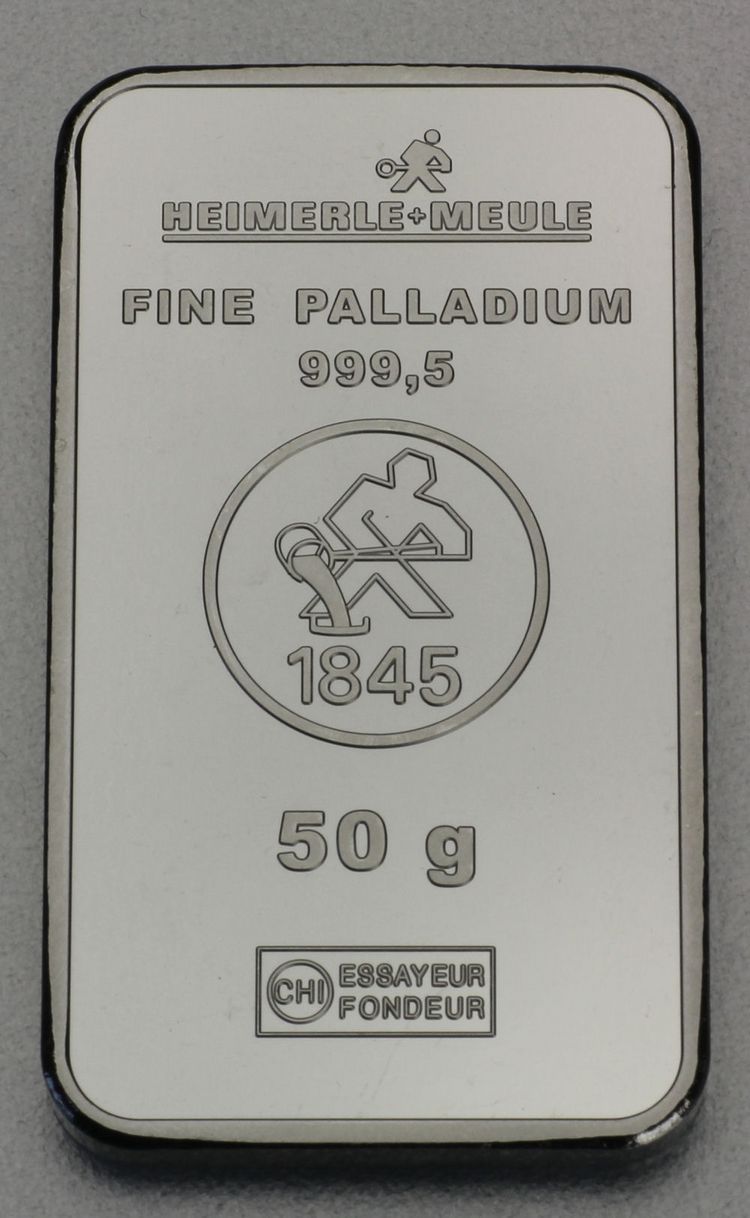 HEIMERLE+MEULE
FINE PALLADIUM
999,5
1845
50 g
CHI ESSAYEUR
FONDEUR